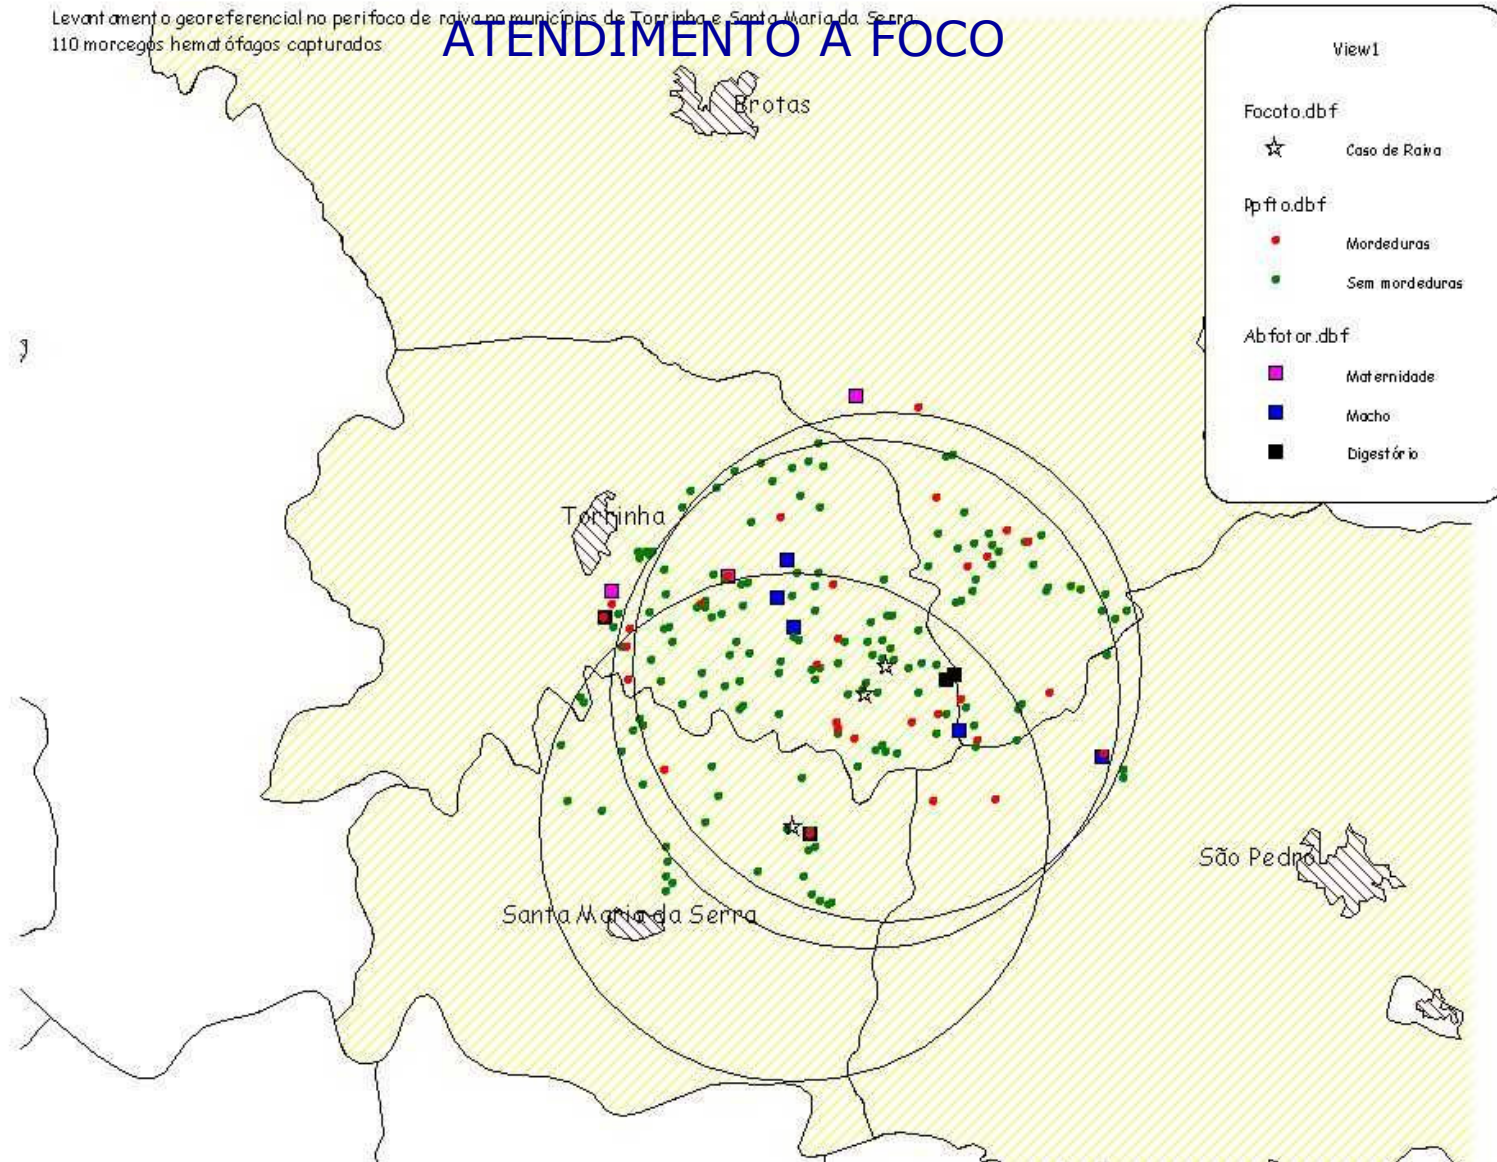 Levantamento georeferencial no perifoco de raiva no municípios de Torrinha e Santa Maria da Serra
110 morcegos hematófagos capturados
ATENDIMENTO A FOCO
View1
Focoto.dbf
Caso de Raiva
Ppfto.dbf
Mordeduras
Sem mordeduras
Abfotor.dbf
Maternidade
Macho
Digestório
Brotas
Torrinha
São Pedro
Santa Maria da Serra